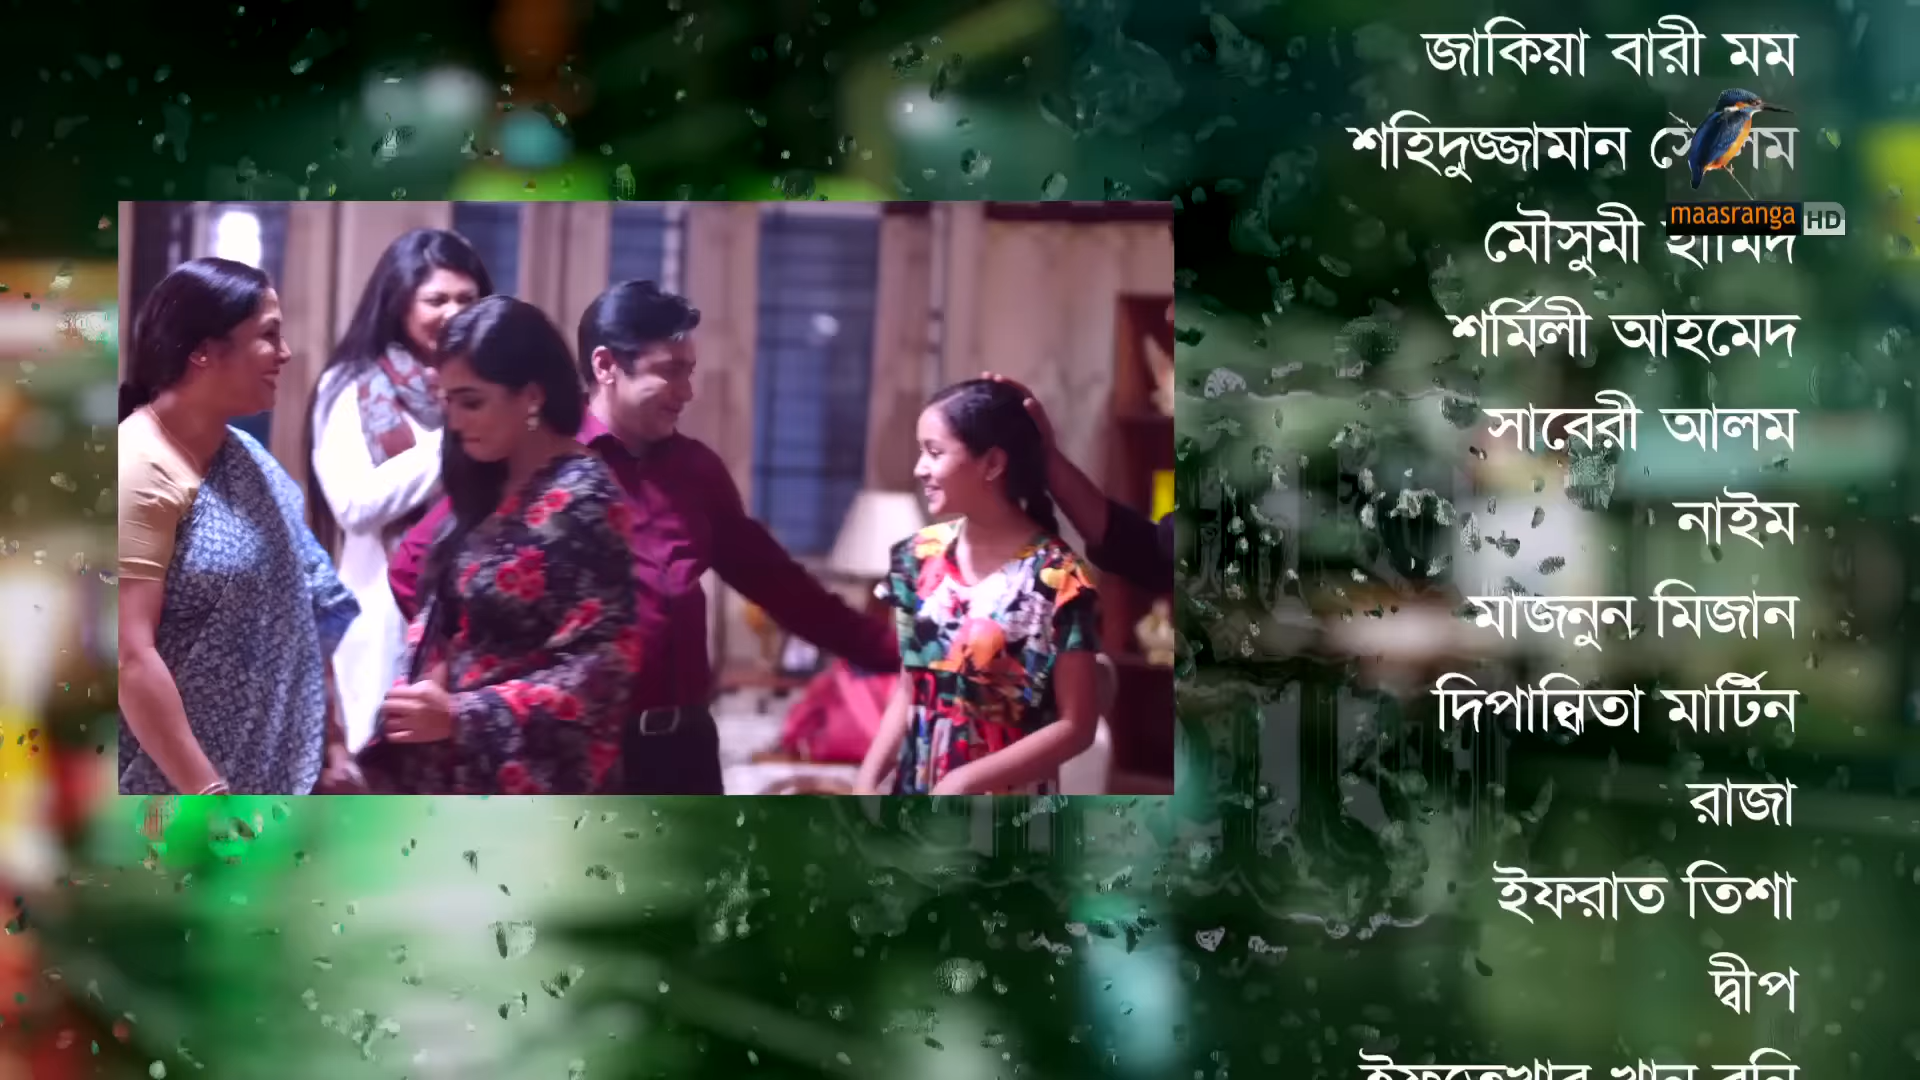 জাকিয়া বারী মম
শহিদুজ্জামান
মৌসুমী হামিদ
maasranga HD
শর্মিলী আহমেদ
সাবেরী আলম
নাইম
মাজনুন মিজান
দিপান্বিতা মার্টিন
রাজা
ইফরাত তিশা
দ্বীপ